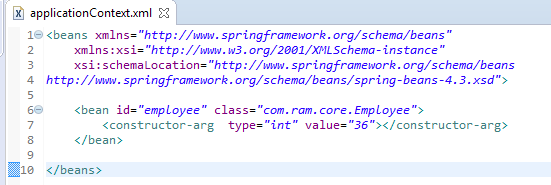 applicationContext.xml
1 <beans xmlns="http://www.springframework.org/schema/beans"
2 xmlns:xsi="http://www.w3.org/2001/XMLSchema-instance"
3 xsi:schemaLocation="http://www.springframework.org/schema/beans
4 http://www.springframework.org/schema/beans/spring-beans-4.3.xsd">
5
6 <bean id="employee" class="com.ram.core.Employee">
7 <constructor-arg  type="int" value="36"></constructor-arg>
8 </bean>
9
10 </beans>